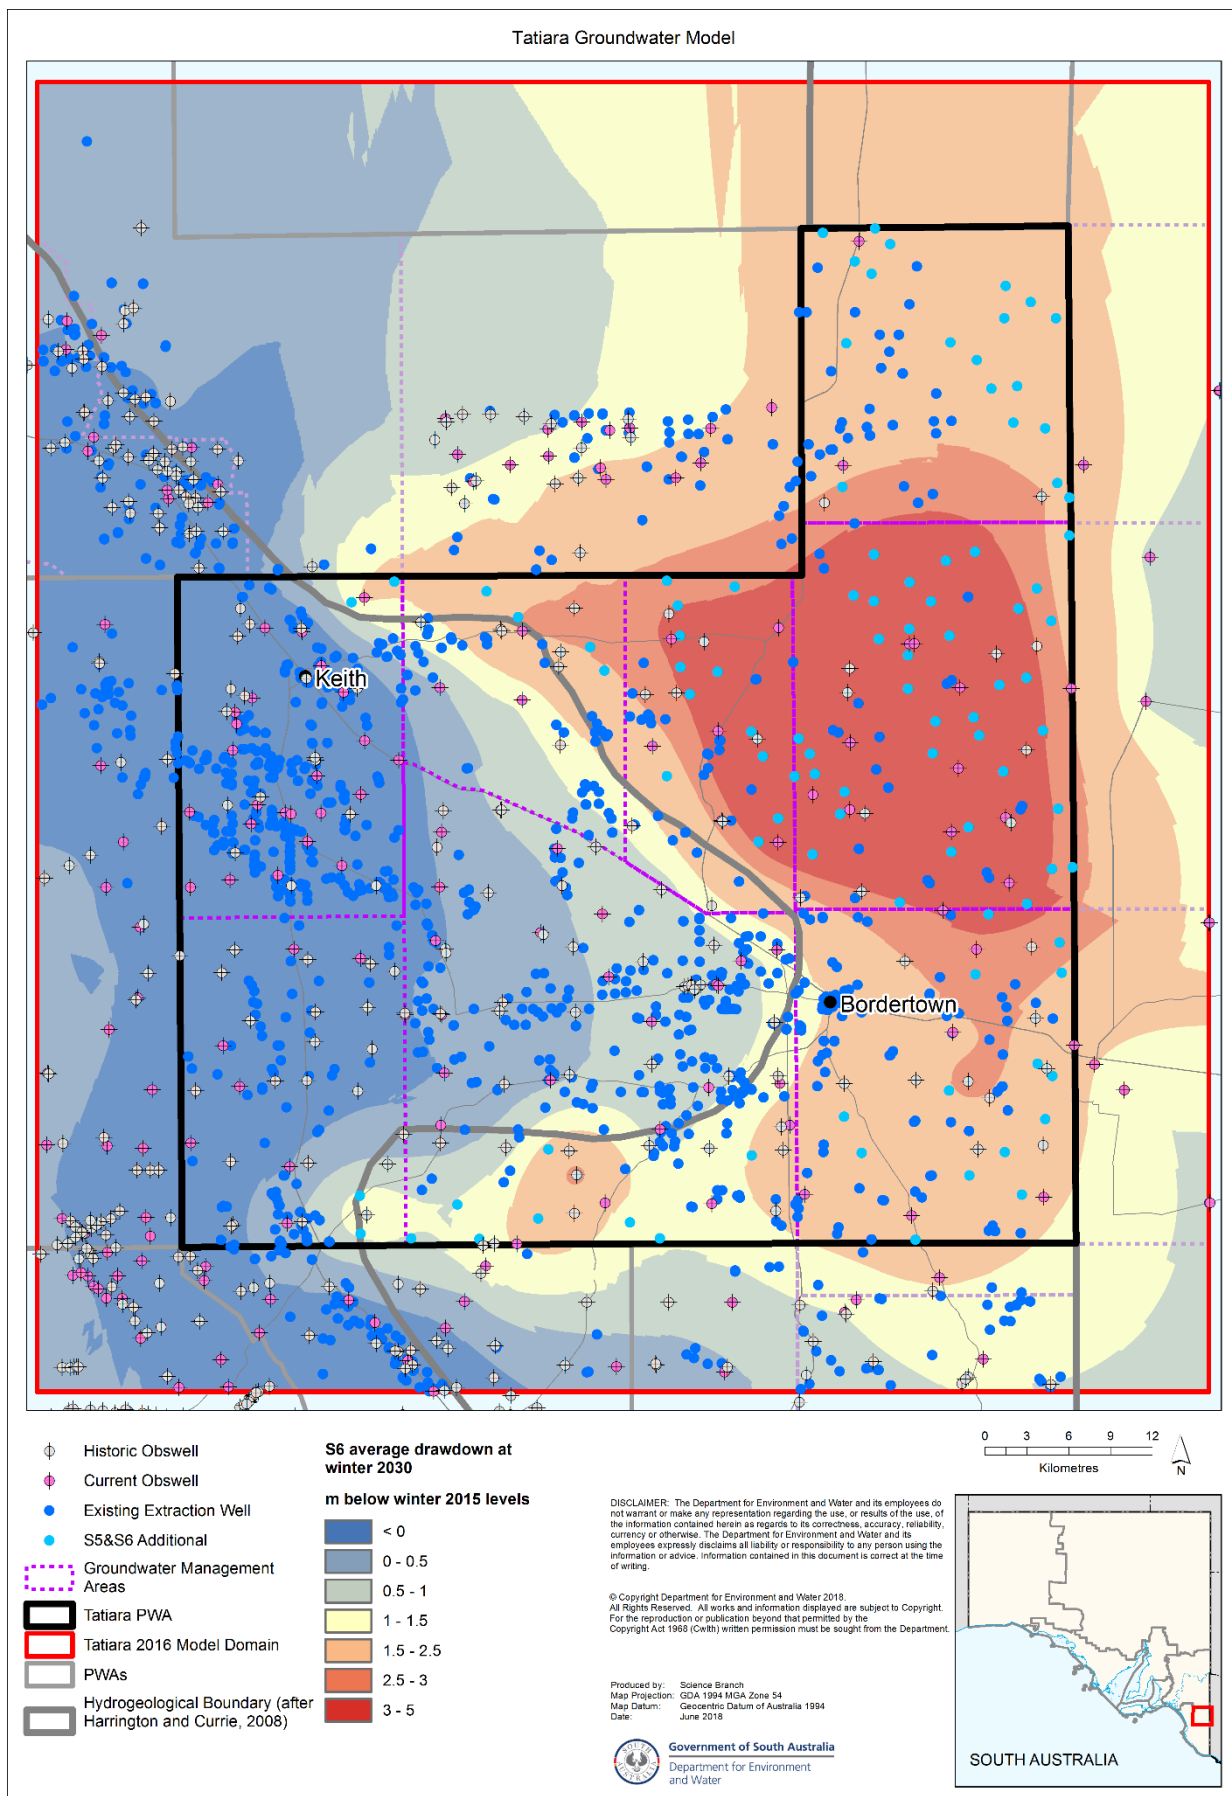 Tatiara Groundwater Model
Keith
Bordertown
Historic Obswell
Current Obswell
Existing Extraction Well
S5&S6 Additional
Groundwater Management
Areas
Tatiara PWA
Tatiara 2016 Model Domain
PWAs
Hydrogeological Boundary (after
Harrington and Currie, 2008)
S6 average drawdown at
winter 2030
m below winter 2015 levels
< 0
0 - 0.5
0.5 - 1
1 - 1.5
1.5 - 2.5
2.5 - 3
3 - 5
0 3 6 9 12
Kilometres
N
DISCLAIMER: The Department for Environment and Water and its employees do
not warrant or make any representation regarding the use, or results of the use, of
the information contained herein as regards to its correctness, accuracy, reliability,
currency or otherwise. The Department for Environment and Water and its
employees expressly disclaims all liability or responsibility to any person using the
information or advice. Information contained in this document is correct at the time
of writing.
© Copyright Department for Environment and Water 2018.
All Rights Reserved. All works and information displayed are subject to Copyright.
For the reproduction or publication beyond that permitted by the
Copyright Act 1968 (Cwlth) written permission must be sought from the Department.
Produced by: Science Branch
Map Projection: GDA 1994 MGA Zone 54
Map Datum: Geocentric Datum of Australia 1994
Date: June 2018
Government of South Australia
Department for Environment
and Water
SOUTH AUSTRALIA